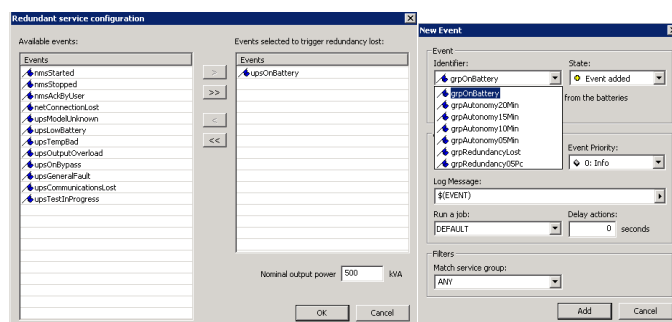 Redundant service configuration
Available events:
Events
nmsStarted
nmsStopped
nmsAckByUser
netConnectionLost
upsModelUnknown
upsLowBattery
upsTempBad
upsOutputOverload
upsOnBypass
upsGeneralFault
upsCommunicationsLost
upsTestInProgress
>
>>
<
<<
Events selected to trigger redundancy lost:
Events
upsOnBattery
Nominal output power 500 kVA
OK Cancel
New Event
Event
Identifier: State:
grpOnBattery Event added
grpOnBattery
from the batteries
grpAutonomy20Min
grpAutonomy15Min
grpAutonomy10Min
grpAutonomy05Min
grpRedundancyLost
grpRedundancy05Pc
Event Priority:
0: Info
Log Message:
$(EVENT)
Run a job: Delay actions:
DEFAULT 0 seconds
Filters
Match service group:
ANY
Add Cancel